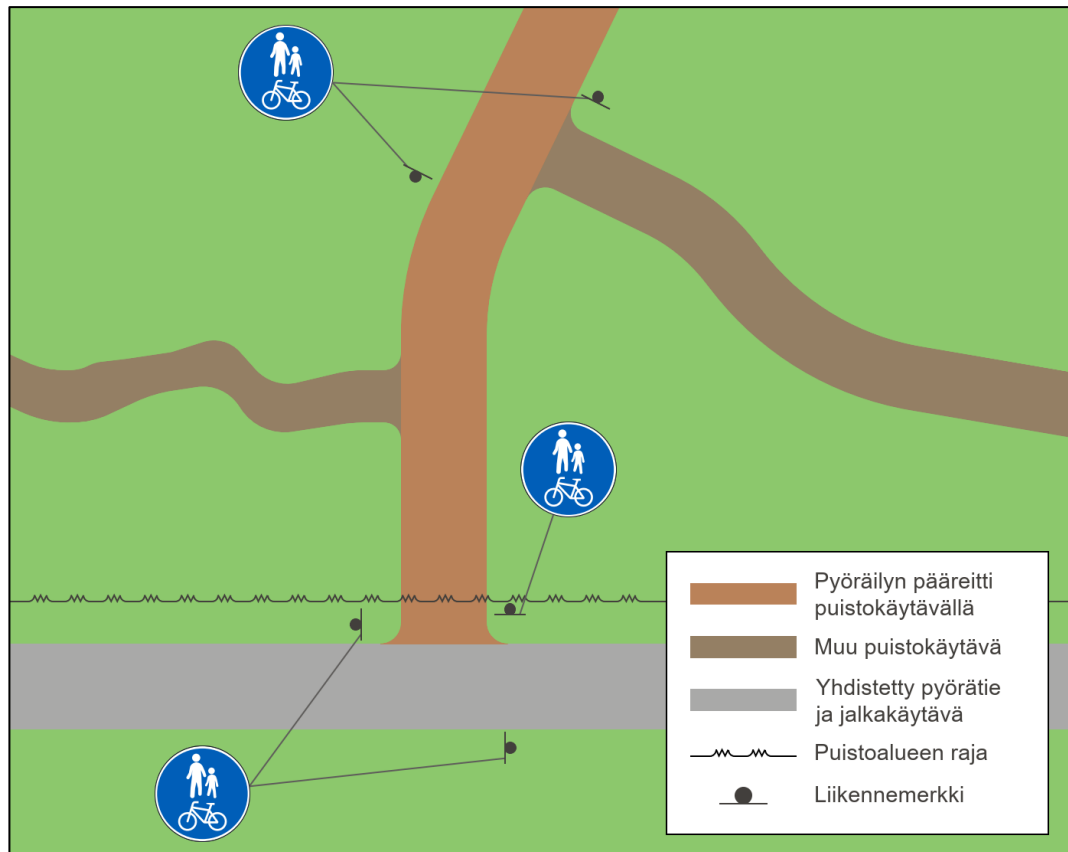 Pyöräilyn pääreitti
puistokäytävällä
Muu puistokäytävä
Yhdistetty pyörätie
ja jalkakäytävä
Puistoalueen raja
Liikennemerkki